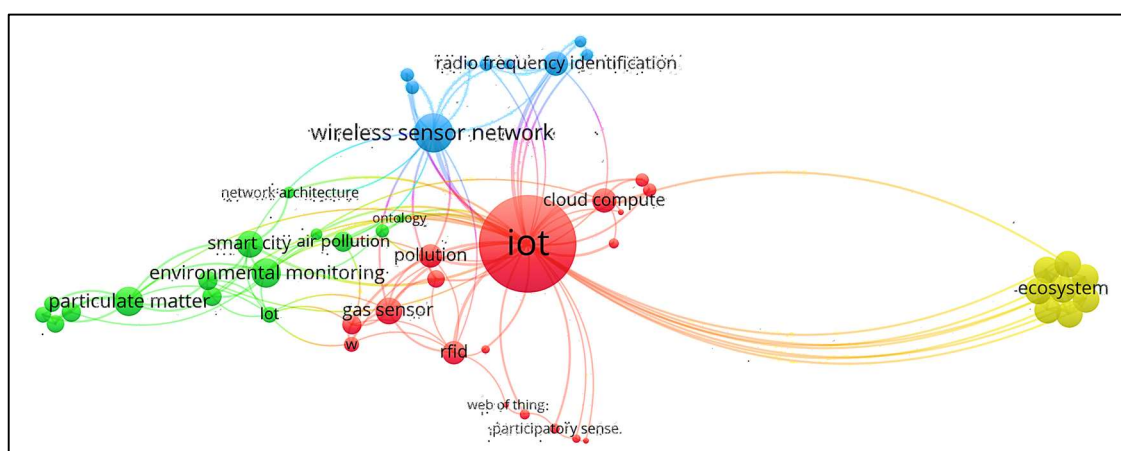 radio frequency identification
wireless sensor network
network architecture
cloud compute
ontology
smart city
air pollution
iot
pollution
environmental monitoring
ecosystem
particulate matter
gas sensor
Iot
w
rfid
web of thing
participatory sense.